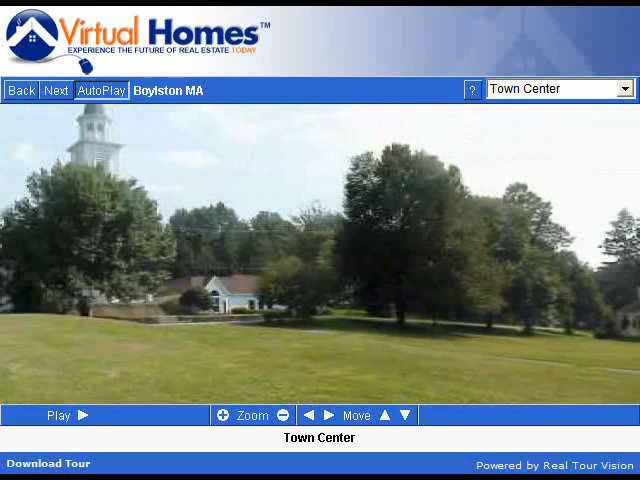 Virtual Homes™
EXPERIENCE THE FUTURE OF REAL ESTATE TODAY
Back Next AutoPlay Boylston MA ? Town Center
Play Zoom Move
Town Center
Download Tour Powered by Real Tour Vision